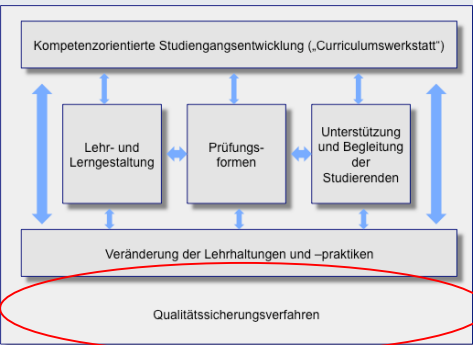 Kompetenzorientierte Studiengangsentwicklung („Curriculumswerkstatt“)
Lehr- und
Lerngestaltung
Prüfungs-
formen
Unterstützung
und Begleitung
der
Studierenden
Veränderung der Lehrhaltungen und –praktiken
Qualitätssicherungsverfahren